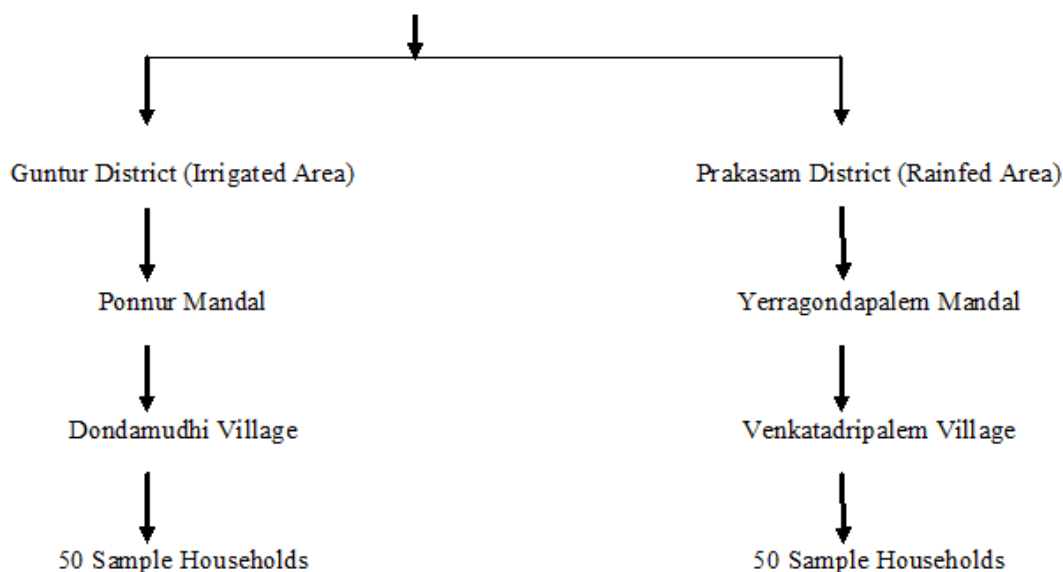 Guntur District (Irrigated Area)
Prakasam District (Rainfed Area)
Ponnur Mandal
Yerragondapalem Mandal
Dondamudhi Village
Venkatadripalem Village
50 Sample Households
50 Sample Households